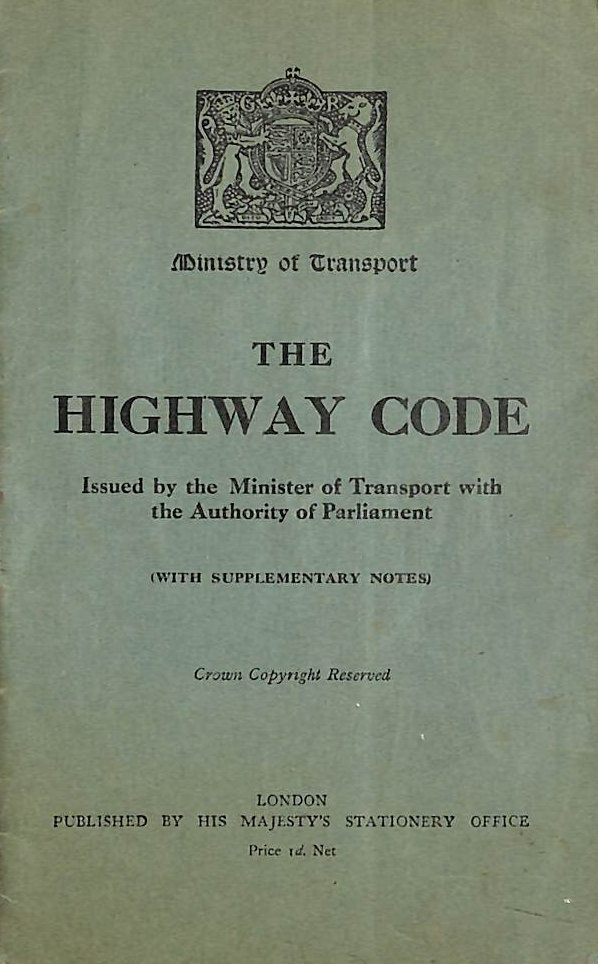 G R
Ministry of Transport
THE
HIGHWAY CODE
Issued by the Minister of Transport with
the Authority of Parliament
(WITH SUPPLEMENTARY NOTES)
Crown Copyright Reserved
LONDON
PUBLISHED BY HIS MAJESTY'S STATIONERY OFFICE
Price 1d. Net